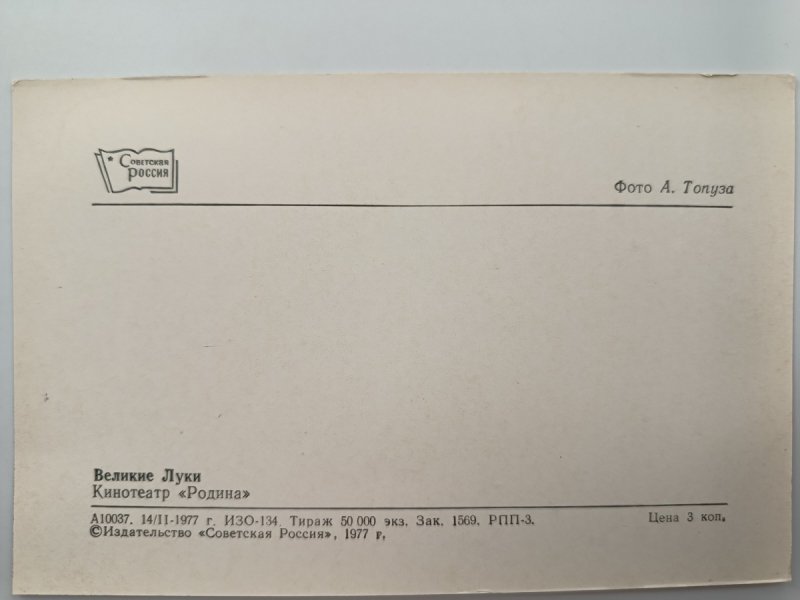 Советская
Россия
Фото А. Топуза
Великие Луки
Кинотеатр «Родина»
А10037. 14/II-1977 г. ИЗО-134. Тираж 50 000 экз. Зак. 1569. РПП-3. Цена 3 коп.
©Издательство «Советская Россия», 1977 г.